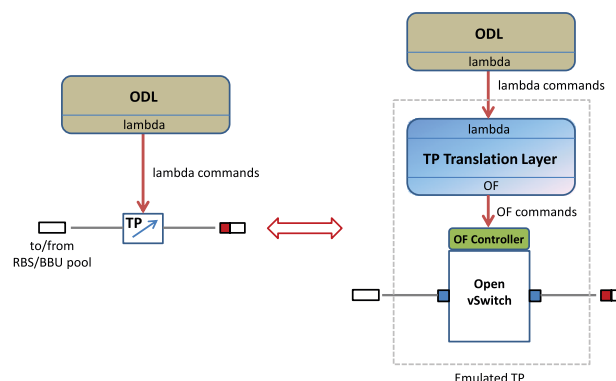 ODL
lambda
lambda commands
TP
to/from
RBS/BBU pool
ODL
lambda
lambda commands
lambda
TP Translation Layer
OF
OF commands
OF Controller
Open
vSwitch
Emulated TP